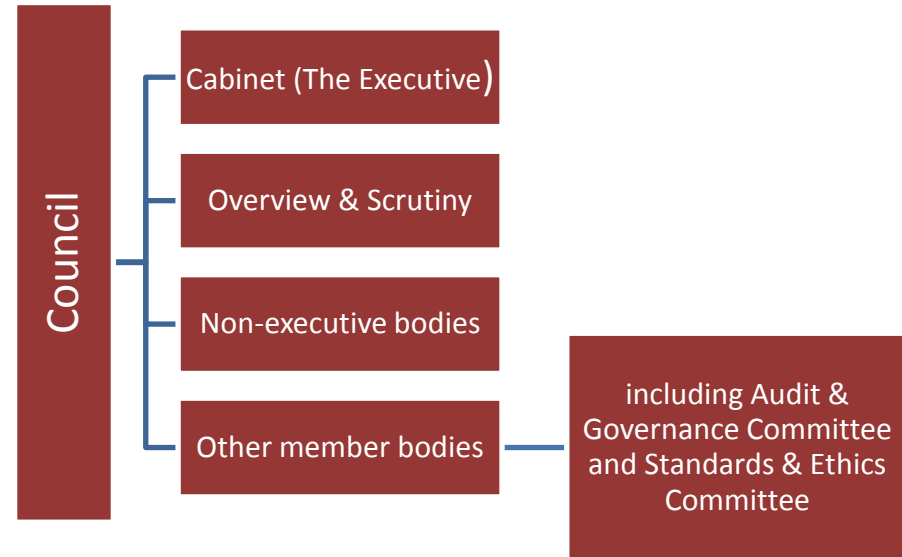 Council
Cabinet (The Executive)
Overview & Scrutiny
Non-executive bodies
Other member bodies
including Audit &
Governance Committee
and Standards & Ethics
Committee